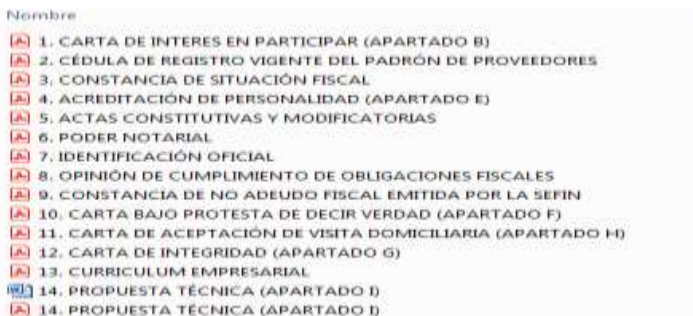 Nombre
1. CARTA DE INTERES EN PARTICIPAR (APARTADO B)
2. CÉDULA DE REGISTRO VIGENTE DEL PADRÓN DE PROVEEDORES
3. CONSTANCIA DE SITUACIÓN FISCAL
4. ACREDITACIÓN DE PERSONALIDAD (APARTADO E)
5. ACTAS CONSTITUTIVAS Y MODIFICATORIAS
6. PODER NOTARIAL
7. IDENTIFICACIÓN OFICIAL
8. OPINIÓN DE CUMPLIMIENTO DE OBLIGACIONES FISCALES
9. CONSTANCIA DE NO ADEUDO FISCAL EMITIDA POR LA SEFIN
10. CARTA BAJO PROTESTA DE DECIR VERDAD (APARTADO F)
11. CARTA DE ACEPTACIÓN DE VISITA DOMICILIARIA (APARTADO H)
12. CARTA DE INTEGRIDAD (APARTADO G)
13. CURRICULUM EMPRESARIAL
14. PROPUESTA TÉCNICA (APARTADO I)
14. PROPUESTA TÉCNICA (APARTADO I)